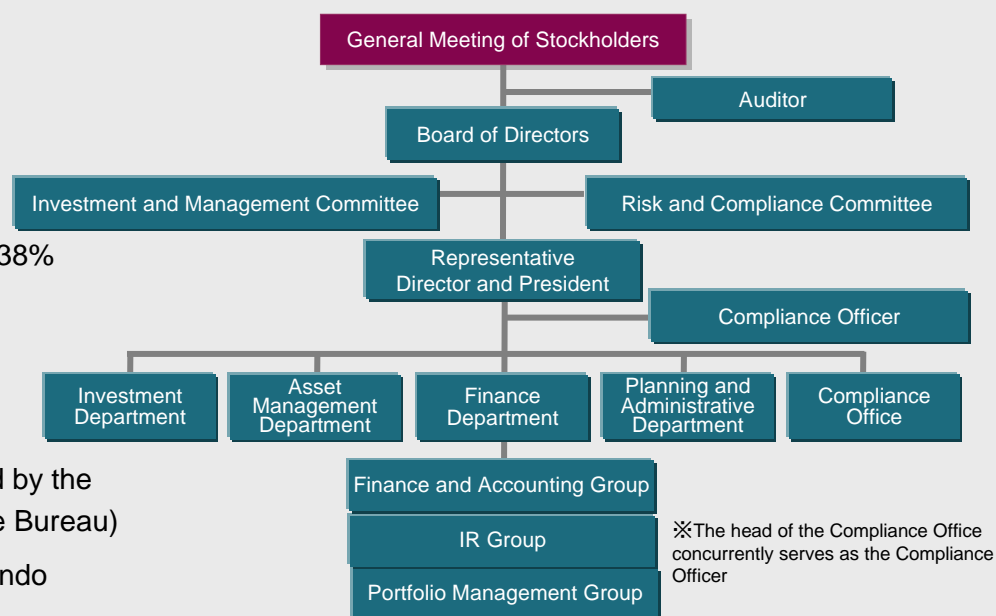 General Meeting of Stockholders
Auditor
Board of Directors
Investment and Management Committee
Risk and Compliance Committee
38%
Representative
Director and President
Compliance Officer
Investment
Department
Asset
Management
Department
Finance
Department
Planning and
Administrative
Department
Compliance
Office
by the
Finance and Accounting Group
Bureau)
IR Group
※The head of the Compliance Office
concurrently serves as the Compliance
Officer
ndo
Portfolio Management Group